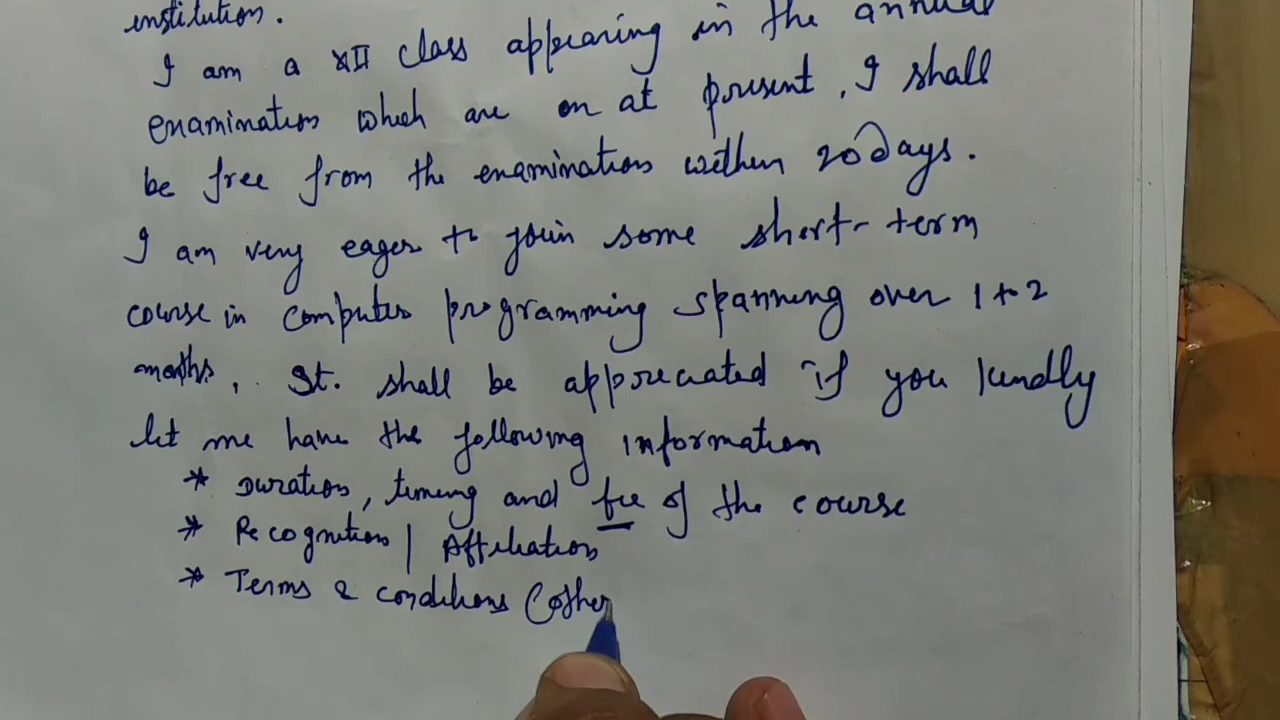 institution.
I am a XII class appearing in the annual
examinations which are on at present, I shall
be free from the examinations within 20 days.
I am very eager to join some short-term
course in computer programming spanning over 1 to 2
months, . It. shall be appreciated if you kindly
let me have the following information
* Duration, timing and fee of the course
* Recognition / Affiliation
* Terms & conditions (other